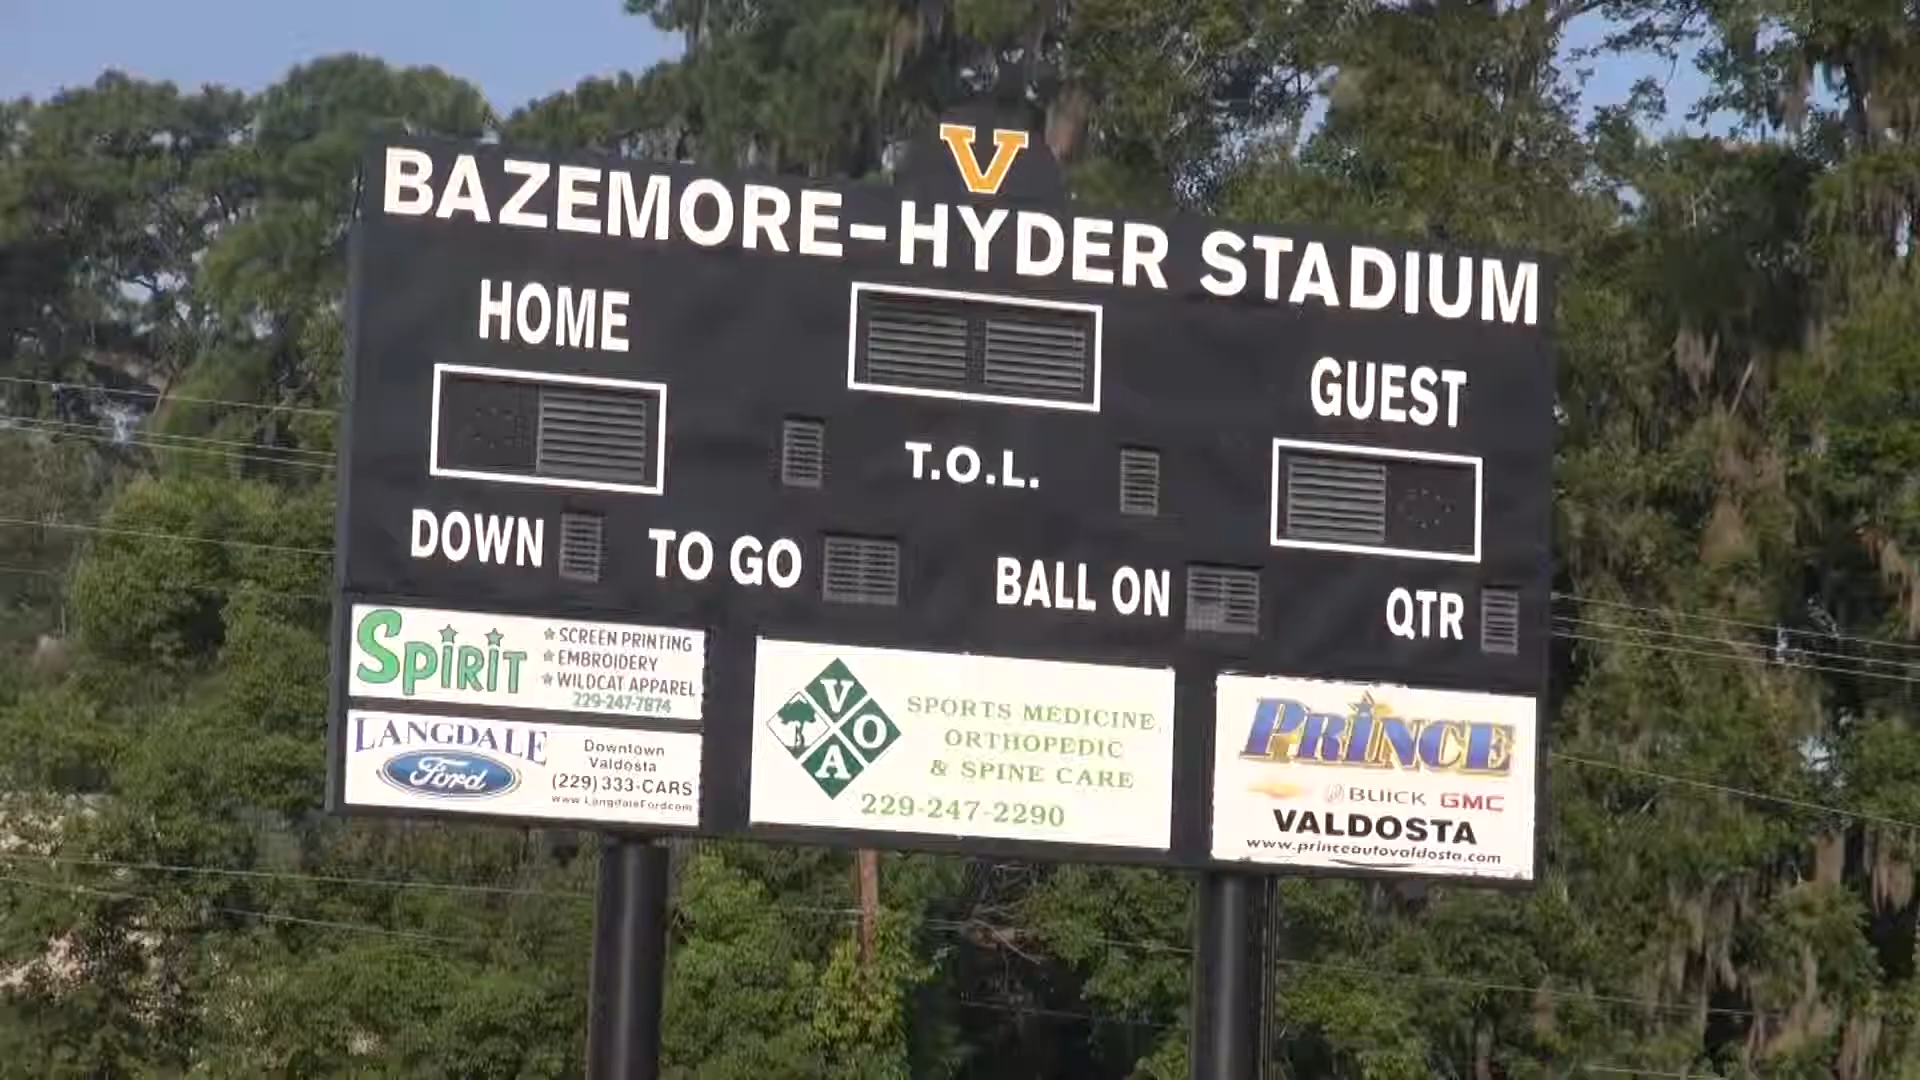 V
BAZEMORE-HYDER STADIUM
HOME
GUEST
T.O.L.
DOWN
TO GO
BALL ON
QTR
SPIRIT
SCREEN PRINTING
EMBROIDERY
WILDCAT APPAREL
229-247-7874
LANGDALE
Ford
Downtown
Valdosta
(229) 333-CARS
www.LangdaleFord.com
V O A
SPORTS MEDICINE,
ORTHOPEDIC
& SPINE CARE
229-247-2290
PRINCE
BUICK GMC
VALDOSTA
www.princeautovaldosta.com